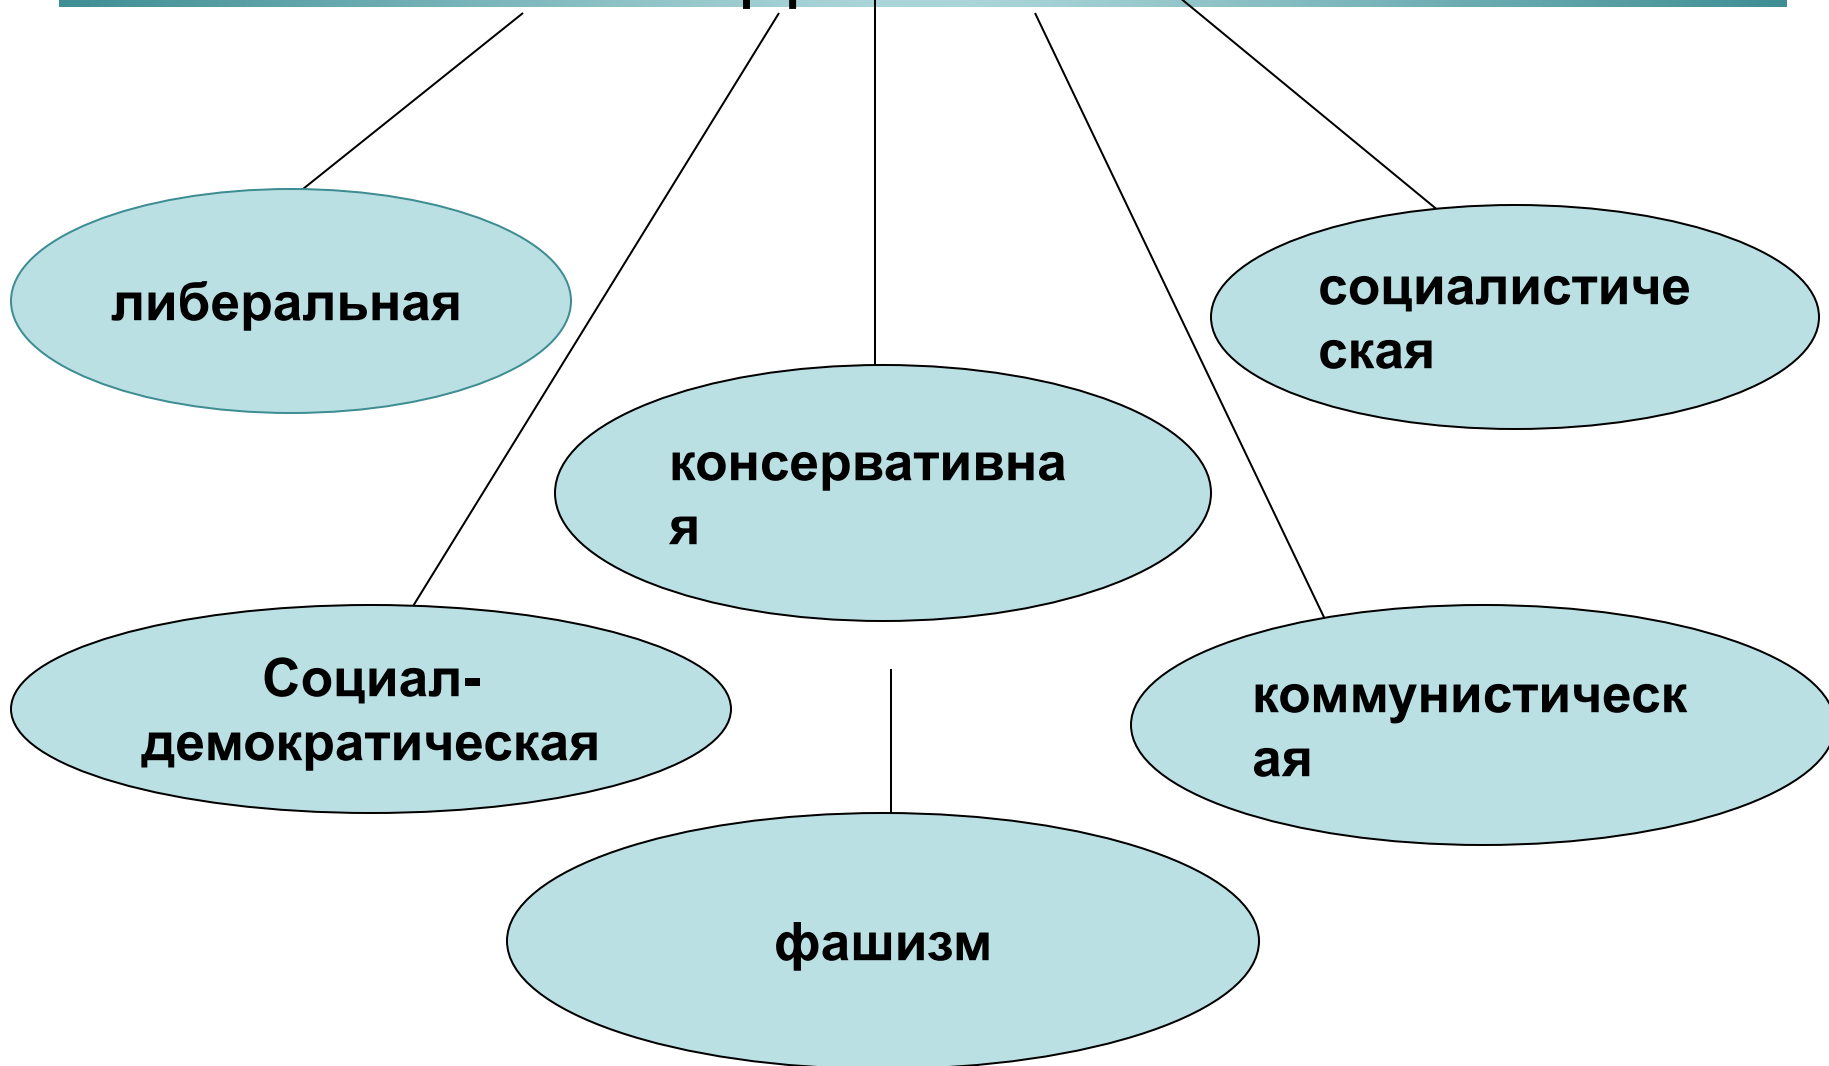 либеральная
социалистиче
ская
консервативна
я
Социал-
демократическая
коммунистическ
ая
фашизм